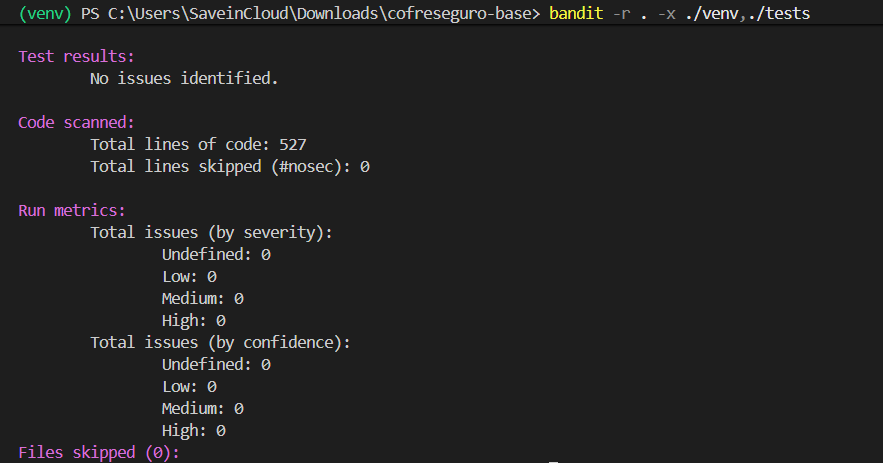 (venv) PS C:\Users\SaveinCloud\Downloads\cofreseguro-base> bandit -r . -x ./venv,./tests
Test results:
No issues identified.
Code scanned:
Total lines of code: 527
Total lines skipped (#nosec): 0
Run metrics:
Total issues (by severity):
Undefined: 0
Low: 0
Medium: 0
High: 0
Total issues (by confidence):
Undefined: 0
Low: 0
Medium: 0
High: 0
Files skipped (0):